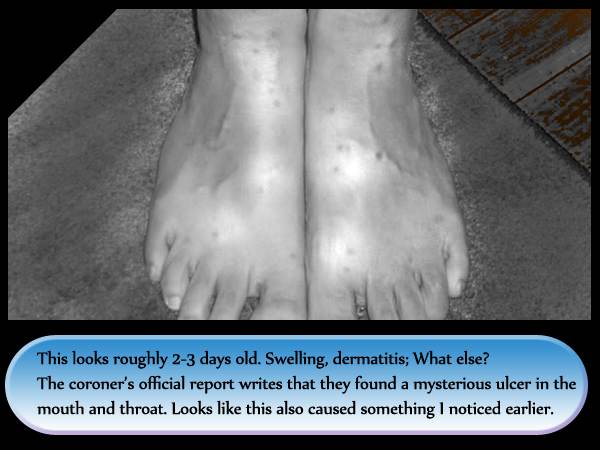 This looks roughly 2-3 days old. Swelling, dermatitis; What else?
The coroner's official report writes that they found a mysterious ulcer in the
mouth and throat. Looks like this also caused something I noticed earlier.